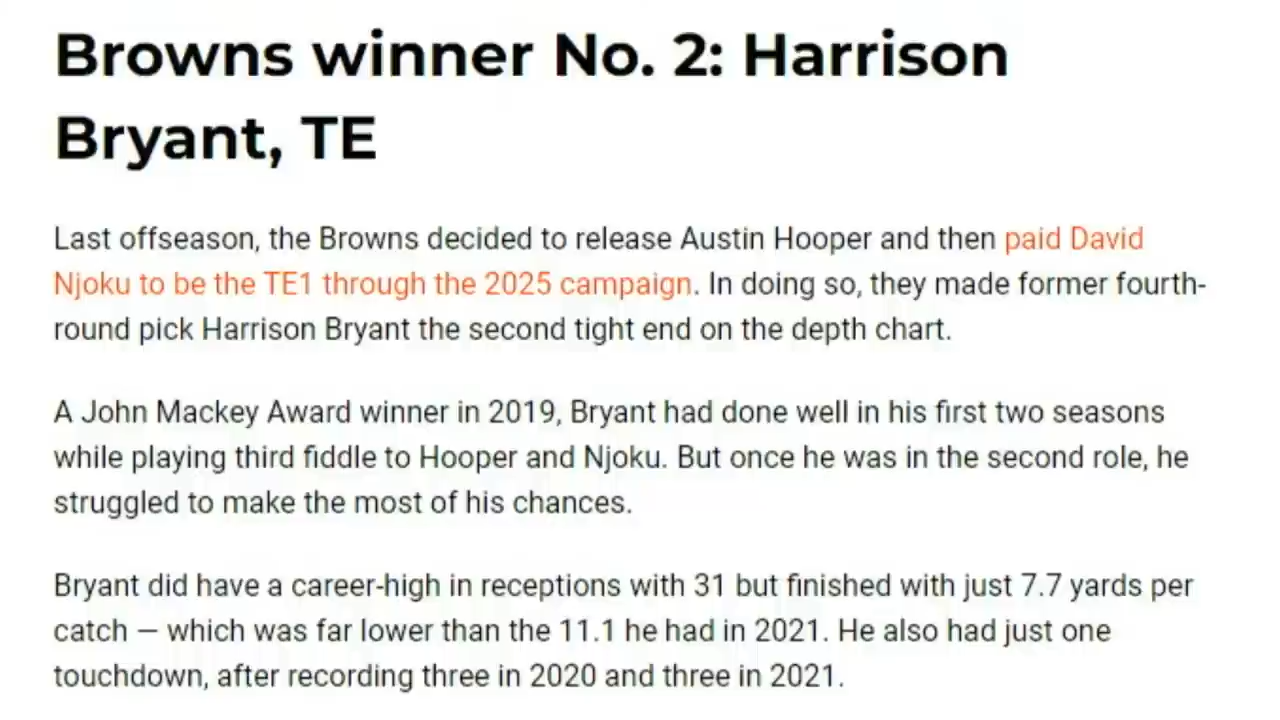 Browns winner No. 2: Harrison
Bryant, TE
Last offseason, the Browns decided to release Austin Hooper and then paid David
Njoku to be the TE1 through the 2025 campaign. In doing so, they made former fourth-
round pick Harrison Bryant the second tight end on the depth chart.
A John Mackey Award winner in 2019, Bryant had done well in his first two seasons
while playing third fiddle to Hooper and Njoku. But once he was in the second role, he
struggled to make the most of his chances.
Bryant did have a career-high in receptions with 31 but finished with just 7.7 yards per
catch — which was far lower than the 11.1 he had in 2021. He also had just one
touchdown, after recording three in 2020 and three in 2021.